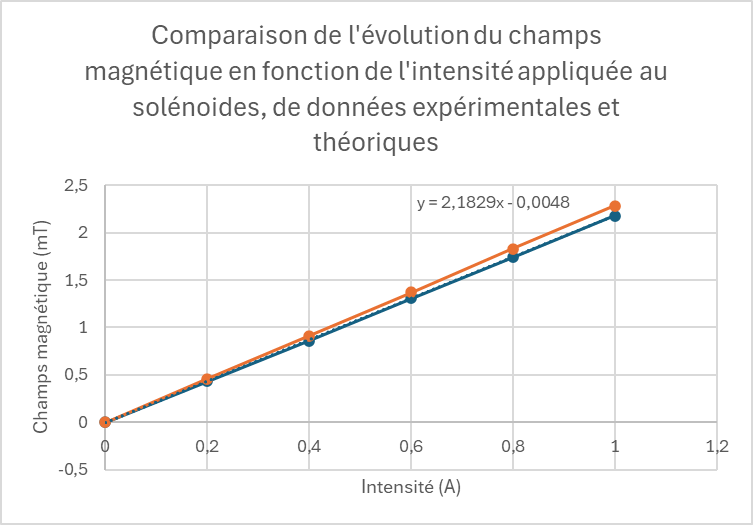 Comparaison de l'évolution du champs
magnétique en fonction de l'intensité appliquée au
solénoides, de données expérimentales et
théoriques
2,5
y = 2,1829x - 0,0048
2
1,5
1
0,5
0
-0,5
0
0,2
0,4
0,6
0,8
1
1,2
Champs magnétique (mT)
Intensité (A)